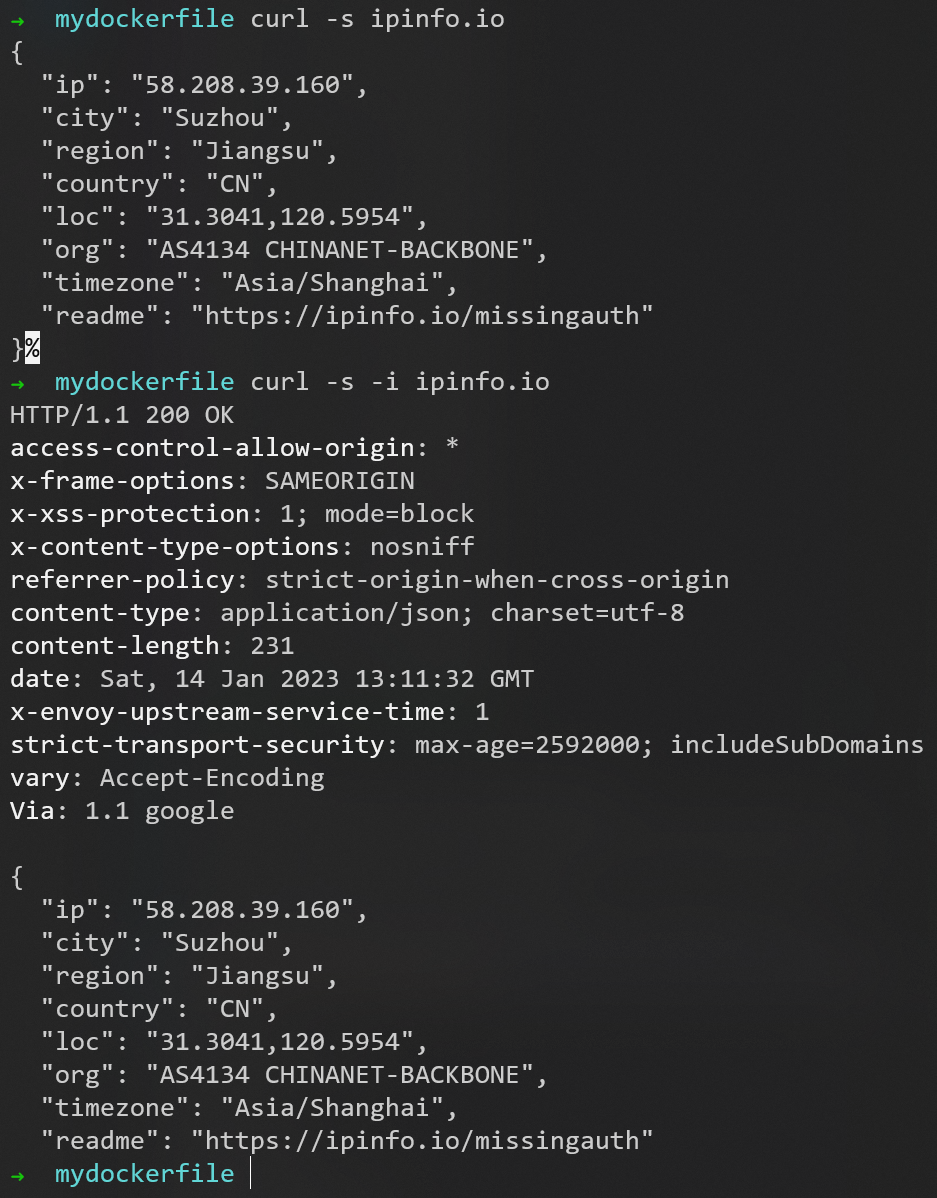 →  mydockerfile curl -s ipinfo.io
{
  "ip": "58.208.39.160",
  "city": "Suzhou",
  "region": "Jiangsu",
  "country": "CN",
  "loc": "31.3041,120.5954",
  "org": "AS4134 CHINANET-BACKBONE",
  "timezone": "Asia/Shanghai",
  "readme": "https://ipinfo.io/missingauth"
}%
→  mydockerfile curl -s -i ipinfo.io
HTTP/1.1 200 OK
access-control-allow-origin: *
x-frame-options: SAMEORIGIN
x-xss-protection: 1; mode=block
x-content-type-options: nosniff
referrer-policy: strict-origin-when-cross-origin
content-type: application/json; charset=utf-8
content-length: 231
date: Sat, 14 Jan 2023 13:11:32 GMT
x-envoy-upstream-service-time: 1
strict-transport-security: max-age=2592000; includeSubDomains
vary: Accept-Encoding
Via: 1.1 google

{
  "ip": "58.208.39.160",
  "city": "Suzhou",
  "region": "Jiangsu",
  "country": "CN",
  "loc": "31.3041,120.5954",
  "org": "AS4134 CHINANET-BACKBONE",
  "timezone": "Asia/Shanghai",
  "readme": "https://ipinfo.io/missingauth"
→  mydockerfile